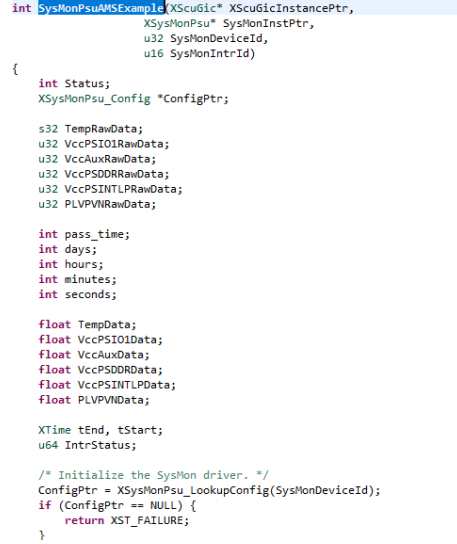 int SysMonPsuAMSExample(XScuGic* XScuGicInstancePtr,
XSysMonPsu* SysMonInstPtr,
u32 SysMonDeviceId,
u16 SysMonIntrId)
{
int Status;
XSysMonPsu_Config *ConfigPtr;
s32 TempRawData;
u32 VccPSIO1RawData;
u32 VccAuxRawData;
u32 VccPSDDRRawData;
u32 VccPSINTLPRawData;
u32 PLVPVNRawData;
int pass_time;
int days;
int hours;
int minutes;
int seconds;
float TempData;
float VccPSIO1Data;
float VccAuxData;
float VccPSDDRData;
float VccPSINTLPData;
float PLVPVNData;
XTime tEnd, tStart;
u64 IntrStatus;
/* Initialize the SysMon driver. */
ConfigPtr = XSysMonPsu_LookupConfig(SysMonDeviceId);
if (ConfigPtr == NULL) {
return XST_FAILURE;
}